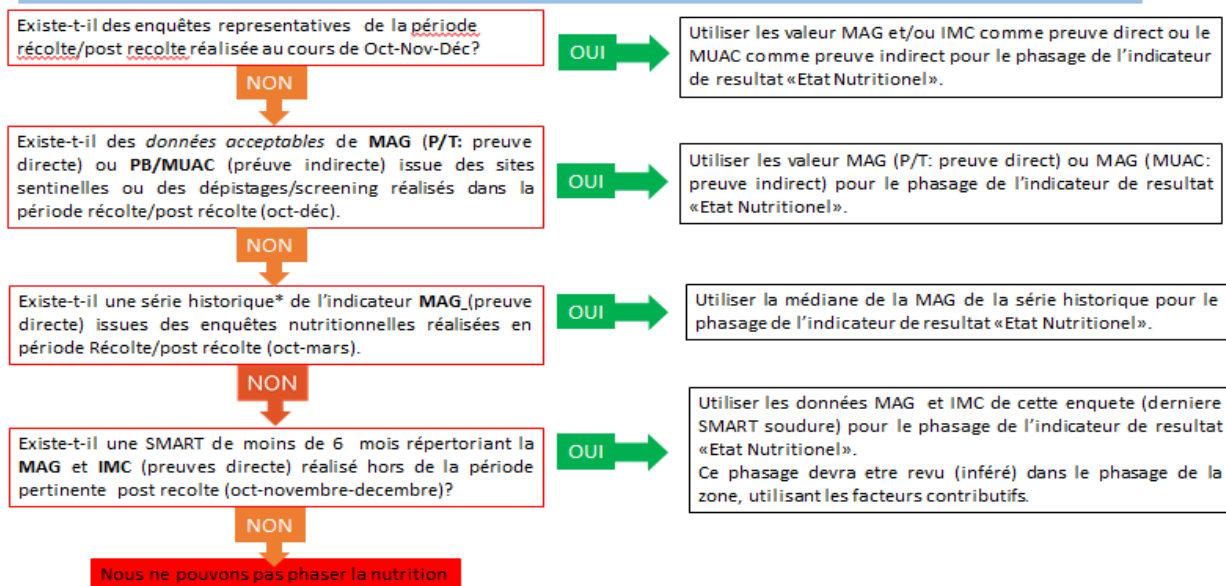 Existe-t-il des enquêtes representatives de la période
récolte/post recolte réalisée au cours de Oct-Nov-Déc?
OUI
Utiliser les valeur MAG et/ou IMC comme preuve direct ou le
MUAC comme preuve indirect pour le phasage de l'indicateur
de resultat «Etat Nutritionel».
NON
Existe-t-il des données acceptables de MAG (P/T: preuve
directe) ou PB/MUAC (préuve indirecte) issue des sites
sentinelles ou des dépistages/screening réalisés dans la
période récolte/post récolte (oct-déc).
OUI
Utiliser les valeur MAG (P/T: preuve direct) ou MAG (MUAC:
preuve indirect) pour le phasage de l'indicateur de resultat
«Etat Nutritionel».
NON
Existe-t-il une série historique* de l'indicateur MAG (preuve
directe) issues des enquêtes nutritionnelles réalisées en
période Récolte/post récolte (oct-mars).
OUI
Utiliser la médiane de la MAG de la série historique pour le
phasage de l'indicateur de resultat «Etat Nutritionel».
NON
Existe-t-il une SMART de moins de 6 mois répertoriant la
MAG et IMC (preuves directe) réalisé hors de la période
pertinente post recolte (oct-novembre-decembre)?
OUI
Utiliser les données MAG et IMC de cette enquete (derniere
SMART soudure) pour le phasage de l'indicateur de resultat
«Etat Nutritionel».
Ce phasage devra etre revu (inféré) dans le phasage de la
zone, utilisant les facteurs contributifs.
NON
Nous ne pouvons pas phaser la nutrition